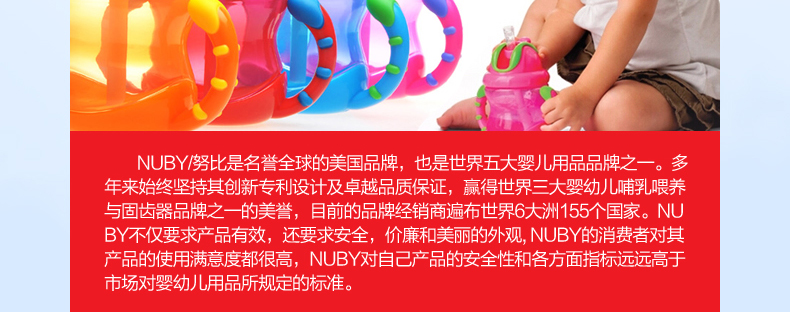 NUBY/努比是名誉全球的美国品牌，也是世界五大婴儿用品品牌之一。多
年来始终坚持其创新专利设计及卓越品质保证，赢得世界三大婴幼儿哺乳喂养
与固齿器品牌之一的美誉，目前的品牌经销商遍布世界6大洲155个国家。NU
BY不仅要求产品有效，还要求安全，价廉和美丽的外观, NUBY的消费者对其
产品的使用满意度都很高，NUBY对自己产品的安全性和各方面指标远远高于
市场对婴幼儿用品所规定的标准。